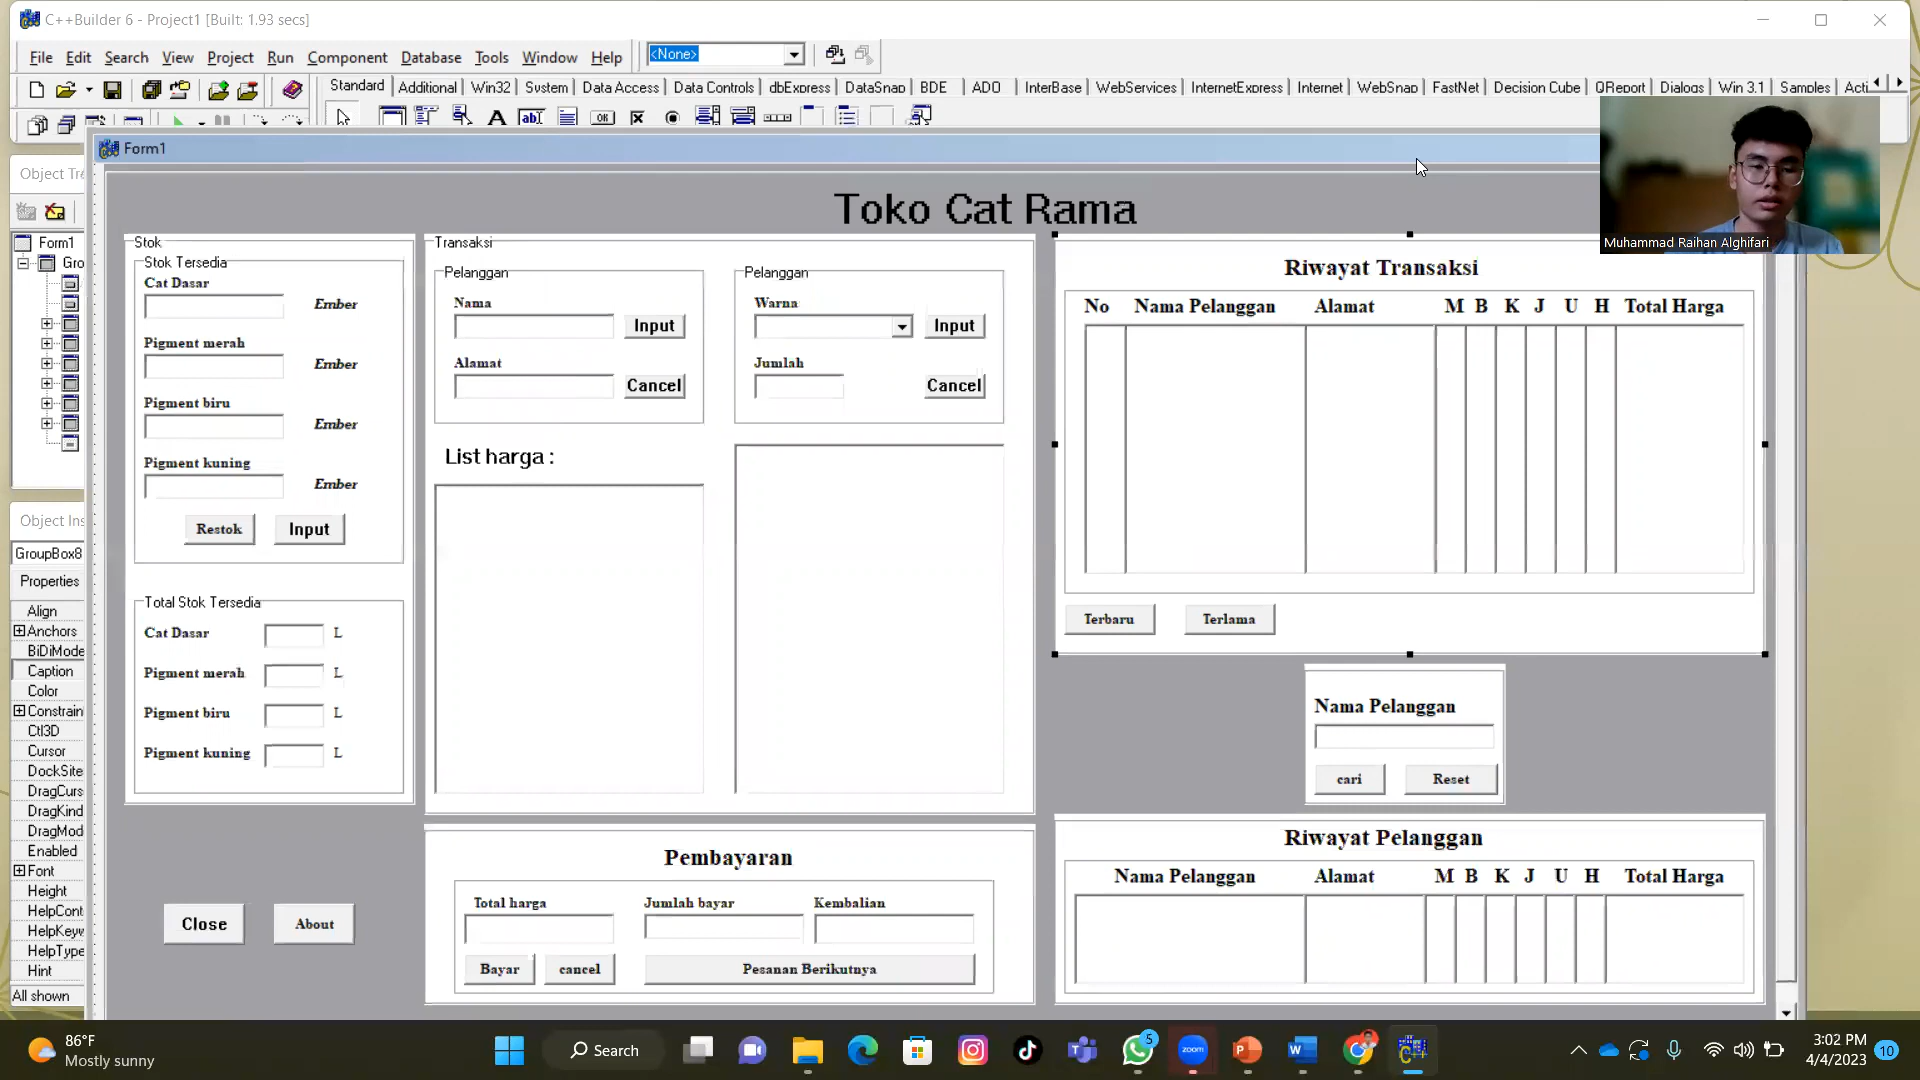 C++Builder 6 - Project1 [Built: 1.93 secs]
File Edit Search View Project Run Component Database Tools Window Help
<None>
Standard Additional Win32 System Data Access Data Controls dbExpress DataSnap BDE ADO InterBase WebServices InternetExpress Internet WebSnap FastNet Decision Cube QReport Dialogs Win 3.1 Samples Acti
Form1
Object Tre
Form1
Gro
Object Ins
GroupBox8
Properties
Align
Anchors
BiDiMode
Caption
Color
Constrain
Ctl3D
Cursor
DockSite
DragCurs
DragKind
DragMod
Enabled
Font
Height
HelpCont
HelpKeyw
HelpType
Hint
All shown
Toko Cat Rama
Stok
Stok Tersedia
Cat Dasar
Ember
Pigment merah
Ember
Pigment biru
Ember
Pigment kuning
Ember
Restok Input
Total Stok Tersedia
Cat Dasar L
Pigment merah L
Pigment biru L
Pigment kuning L
Close About
Transaksi
Pelanggan
Nama
Input
Alamat
Cancel
Pelanggan
Warna
Input
Jumlah
Cancel
List harga :
Pembayaran
Total harga Jumlah bayar Kembalian
Bayar cancel Pesanan Berikutnya
Riwayat Transaksi
No Nama Pelanggan Alamat M B K J U H Total Harga
Terbaru Terlama
Nama Pelanggan
cari Reset
Riwayat Pelanggan
Nama Pelanggan Alamat M B K J U H Total Harga
Muhammad Raihan Alghifari
86°F
Mostly sunny
Search
5
zoom
3:02 PM
4/4/2023
10